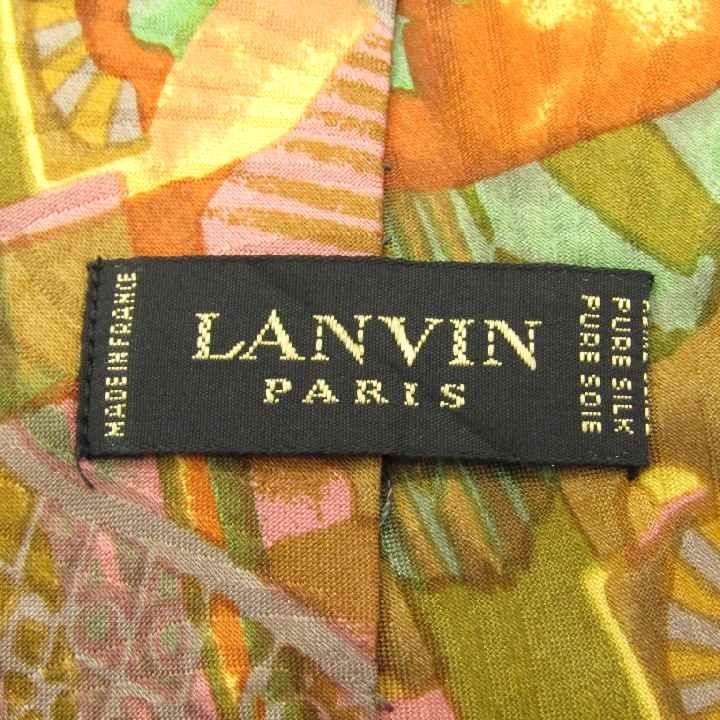 MADE IN FRANCE
LANVIN
PARIS
PURE SILK
PURE SOIE